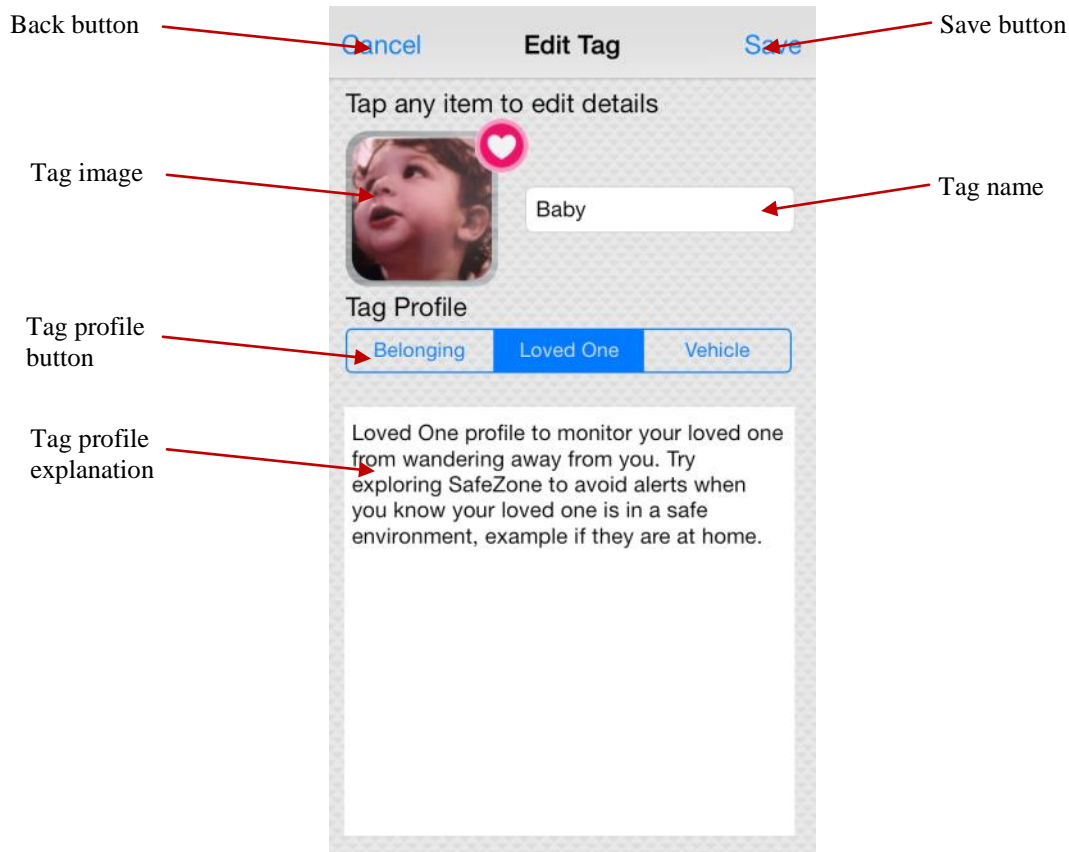 Back button
Save button
Cancel Edit Tag Save
Tap any item to edit details
Tag image
Baby
Tag name
Tag Profile
Tag profile
button
Belonging Loved One Vehicle
Tag profile
explanation
Loved One profile to monitor your loved one
from wandering away from you. Try
exploring SafeZone to avoid alerts when
you know your loved one is in a safe
environment, example if they are at home.